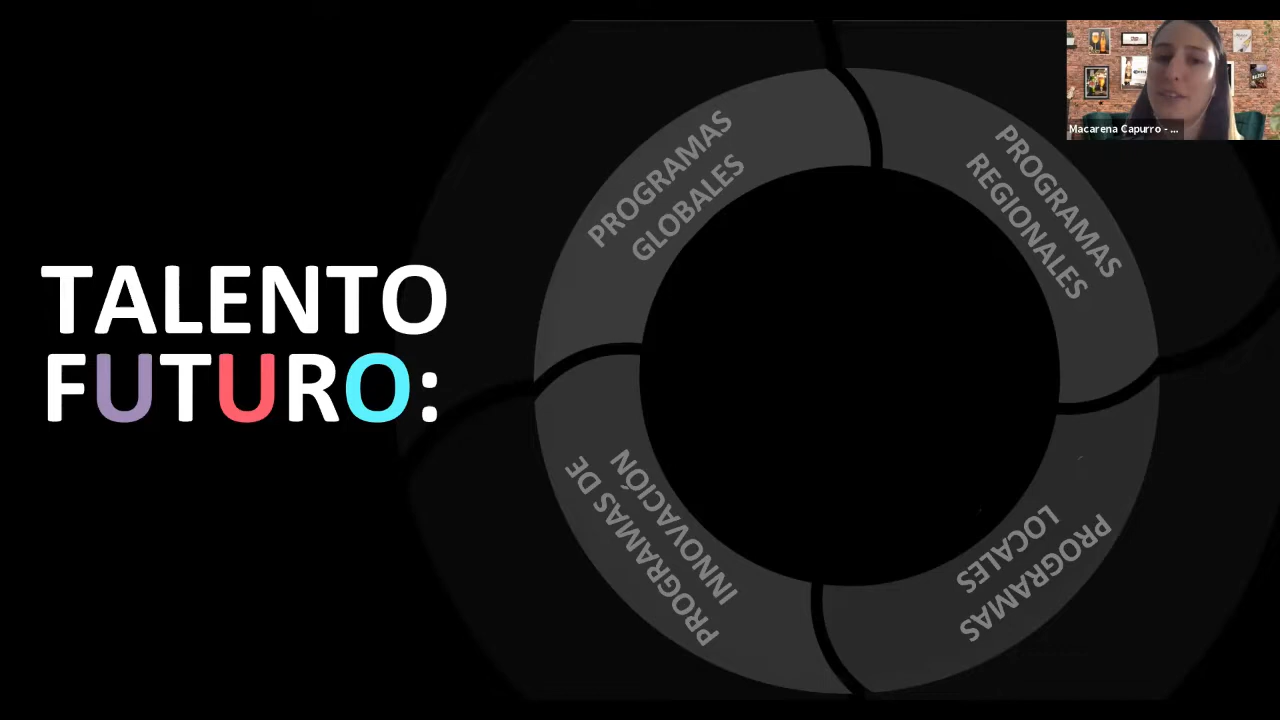 TALENTO
FUTURO:
PROGRAMAS
GLOBALES
PROGRAMAS
REGIONALES
PROGRAMAS DE
INNOVACIÓN
PROGRAMAS
LOCALES
Macarena Capurro - ...